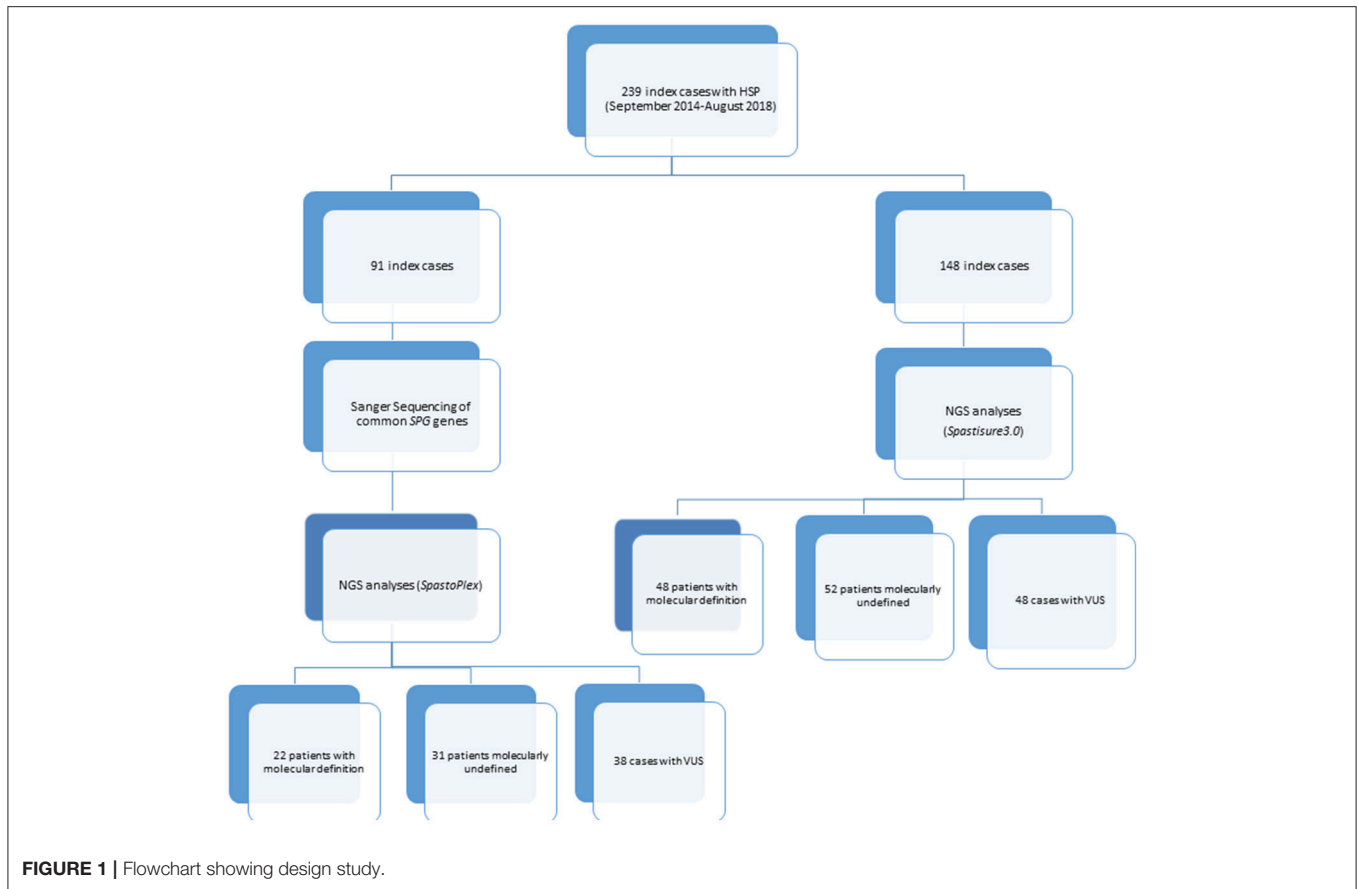 239 index cases with HSP
(September 2014-August 2018)
91 index cases
148 index cases
Sanger Sequencing of
common SPG genes
NGS analyses
(Spastisure3.0)
NGS analyses (SpastoPlex)
48 patients with
molecular definition
52 patients molecularly
undefined
48 cases with VUS
22 patients with
molecular definition
31 patients molecularly
undefined
38 cases with VUS
FIGURE 1 | Flowchart showing design study.